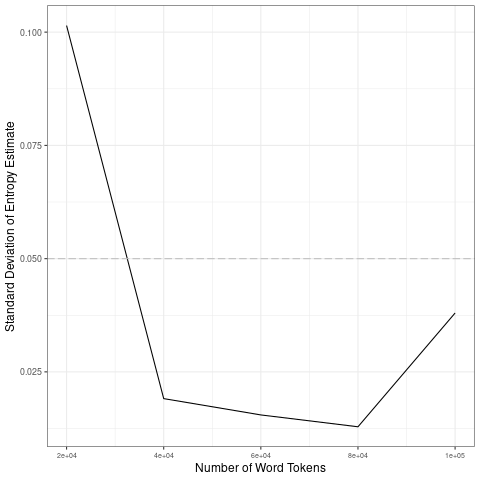 Standard Deviation of Entropy Estimate
0.100
0.075
0.050
0.025
2e+04 4e+04 6e+04 8e+04 1e+05
Number of Word Tokens